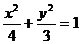 x²/4 + y²/3 = 1